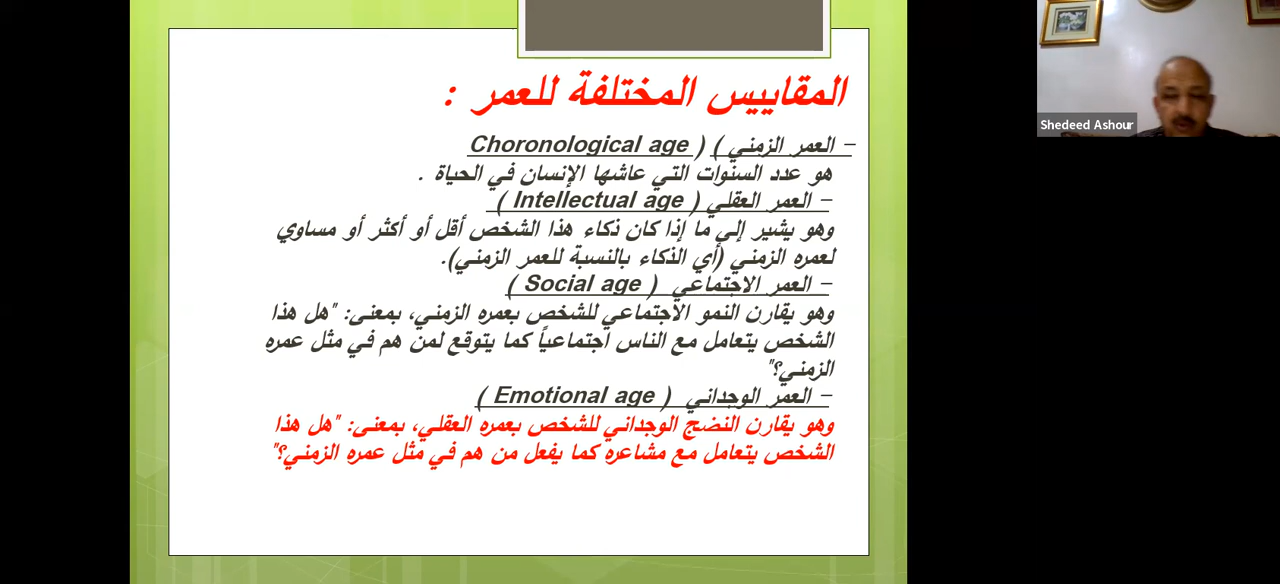 المقاييس المختلفة للعمر :
– العمر الزمني ) ( Choronological age
هو عدد السنوات التي عاشها الإنسان في الحياة .
– العمر العقلي ( Intellectual age )
وهو يشير إلي ما إذا كان ذكاء هذا الشخص أقل أو أكثر أو مساوي
لعمره الزمني (أي الذكاء بالنسبة للعمر الزمني).
– العمر الاجتماعي ( Social age )
وهو يقارن النمو الاجتماعي للشخص بعمره الزمني، بمعنى: "هل هذا
الشخص يتعامل مع الناس اجتماعياً كما يتوقع لمن هم في مثل عمره
الزمني؟"
– العمر الوجداني ( Emotional age )
وهو يقارن النضج الوجداني للشخص بعمره العقلي، بمعنى: "هل هذا
الشخص يتعامل مع مشاعره كما يفعل من هم في مثل عمره الزمني؟"
Shedeed Ashour